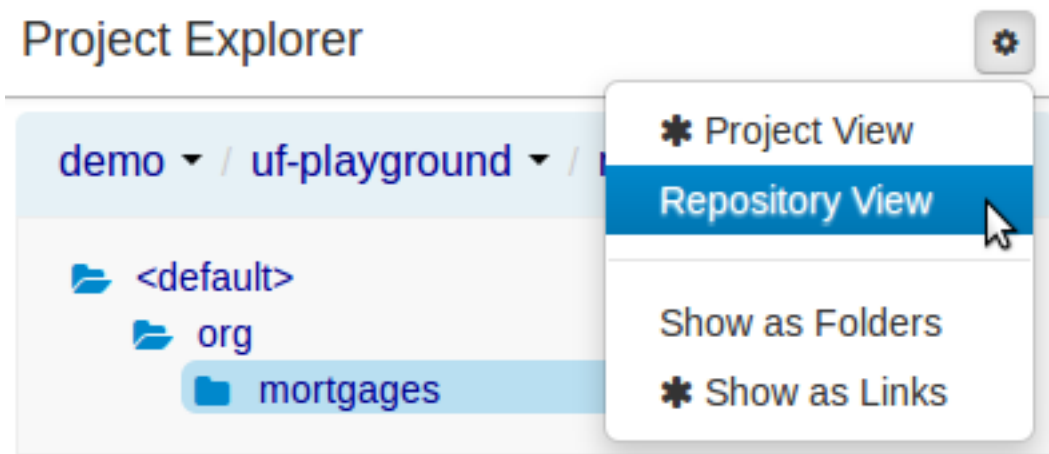 Project Explorer
✱ Project View
demo / uf-playground /
Repository View
<default>
org
Show as Folders
mortgages
✱ Show as Links